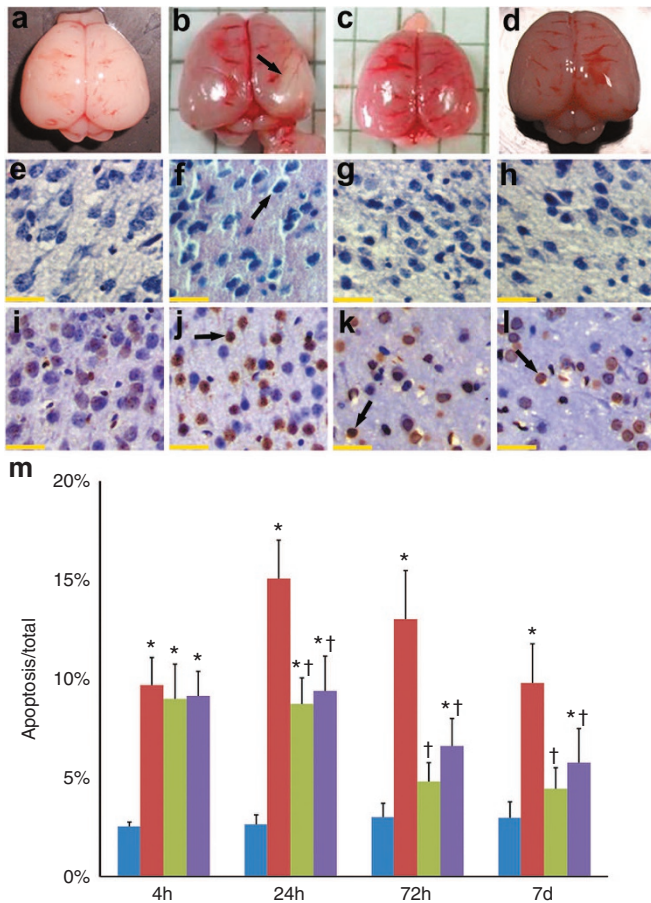 a b c d
e f g h
i j k l
m
20%
* *
15%
*
* † * †
* * * * †
10%
* †
† †
5%
0%
4h 24h 72h 7d
Apoptosis/total